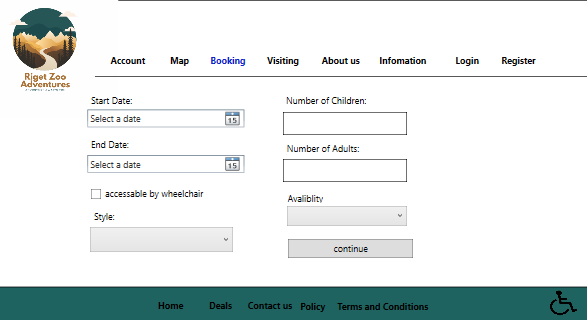 Riget Zoo
Adventures
Account Map Booking Visiting About us Infomation Login Register
Start Date:
Select a date 15
End Date:
Select a date 15
accessable by wheelchair
Style:
Number of Children:
Number of Adults:
Avaliblity
continue
Home Deals Contact us Policy Terms and Conditions